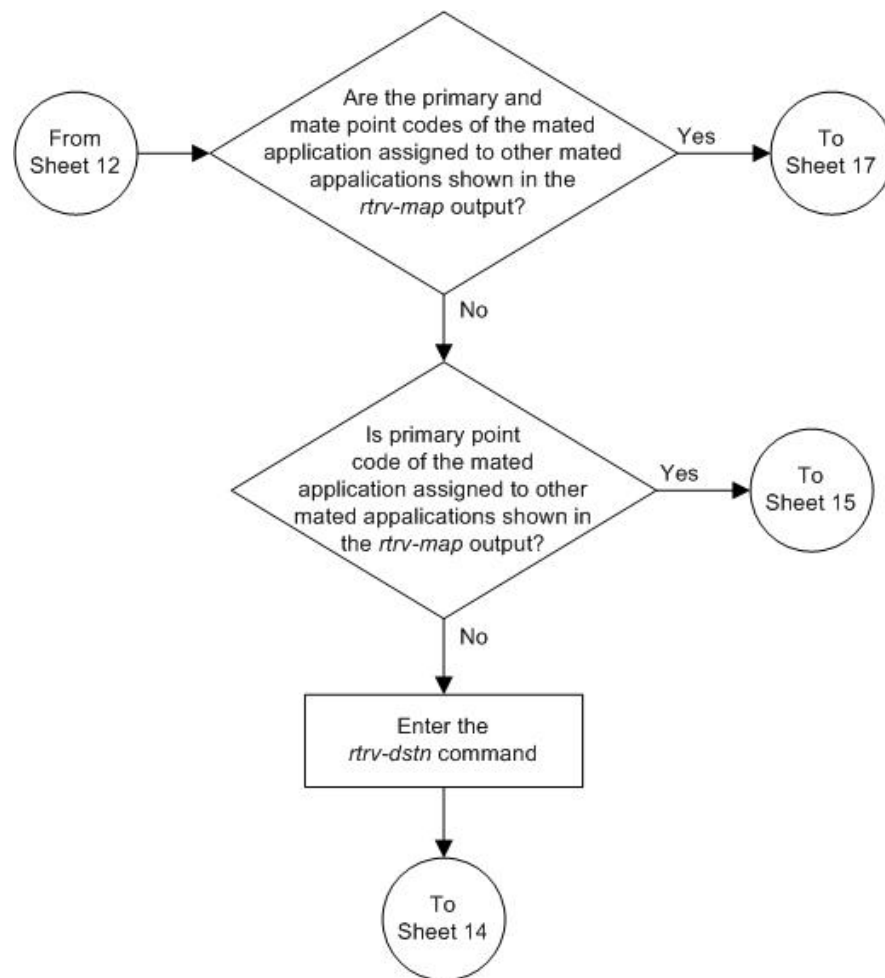 From
Sheet 12
Are the primary and
mate point codes of the mated
application assigned to other mated
appalications shown in the
rtrv-map output?
Yes
To
Sheet 17
No
Is primary point
code of the mated
application assigned to other
mated appalications shown in
the rtrv-map output?
Yes
To
Sheet 15
No
Enter the
rtrv-dstn command
To
Sheet 14